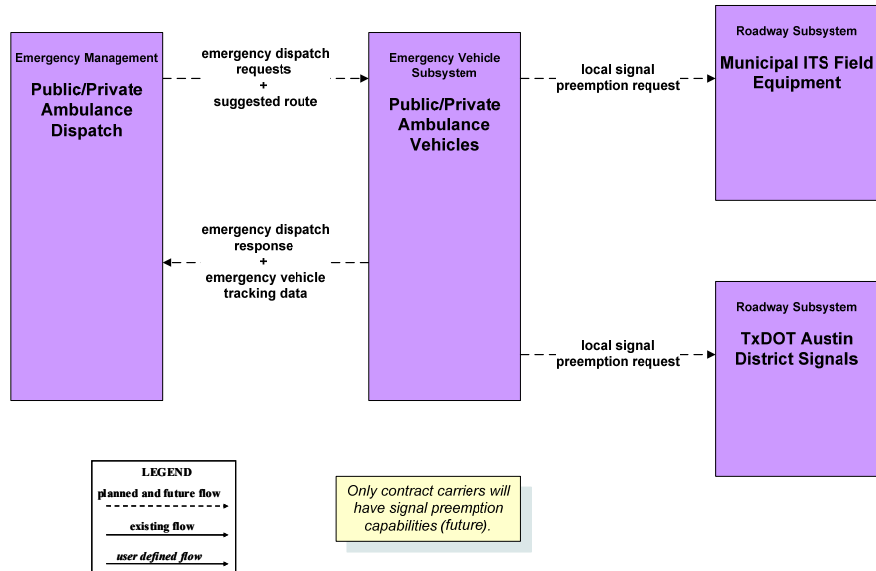 Emergency Management
Public/Private
Ambulance
Dispatch
emergency dispatch
requests
+
suggested route
emergency dispatch
response
+
emergency vehicle
tracking data
Emergency Vehicle
Subsystem
Public/Private
Ambulance
Vehicles
local signal
preemption request
local signal
preemption request
Roadway Subsystem
Municipal ITS Field
Equipment
Roadway Subsystem
TxDOT Austin
District Signals
LEGEND
planned and future flow
existing flow
user defined flow
Only contract carriers will
have signal preemption
capabilities (future).